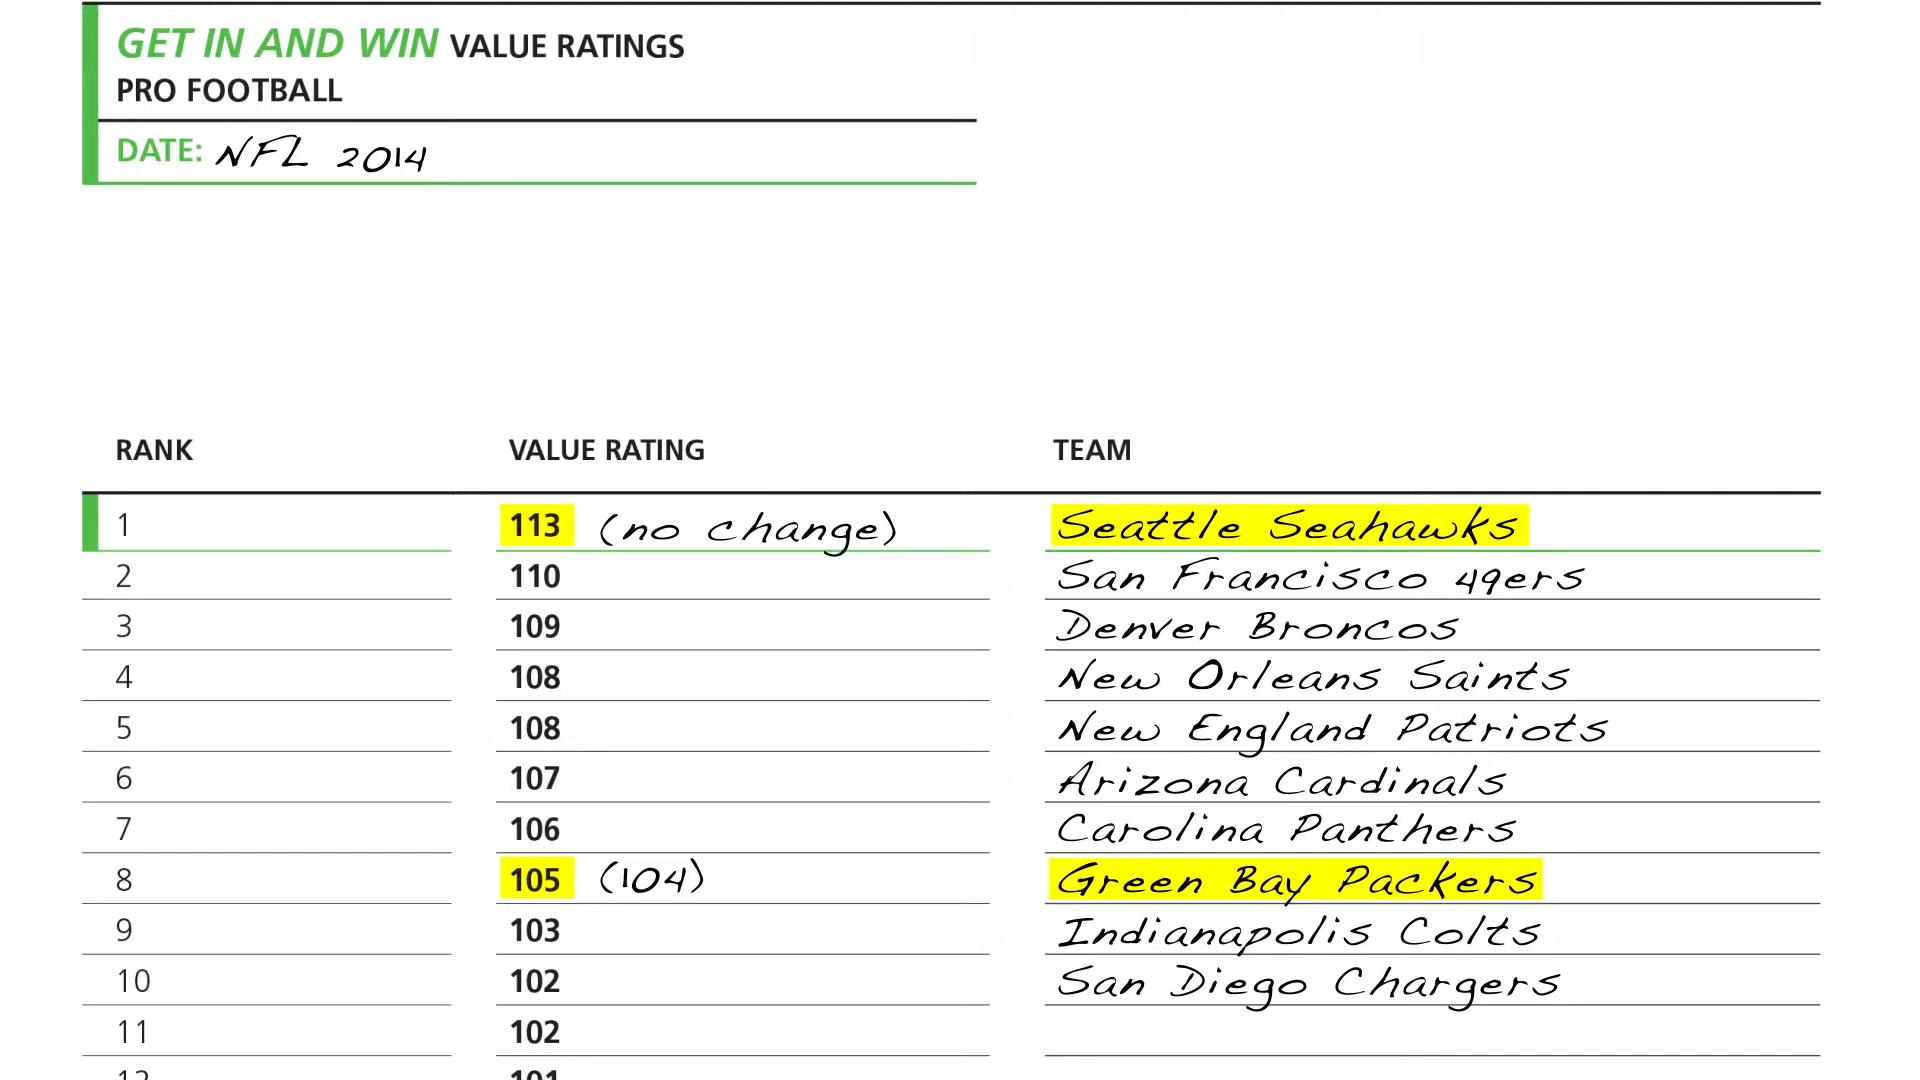 GET IN AND WIN VALUE RATINGS
PRO FOOTBALL
DATE: NFL 2014
RANK VALUE RATING TEAM
1 113 (no change) Seattle Seahawks
2 110 San Francisco 49ers
3 109 Denver Broncos
4 108 New Orleans Saints
5 108 New England Patriots
6 107 Arizona Cardinals
7 106 Carolina Panthers
8 105 (104) Green Bay Packers
9 103 Indianapolis Colts
10 102 San Diego Chargers
11 102
12 101